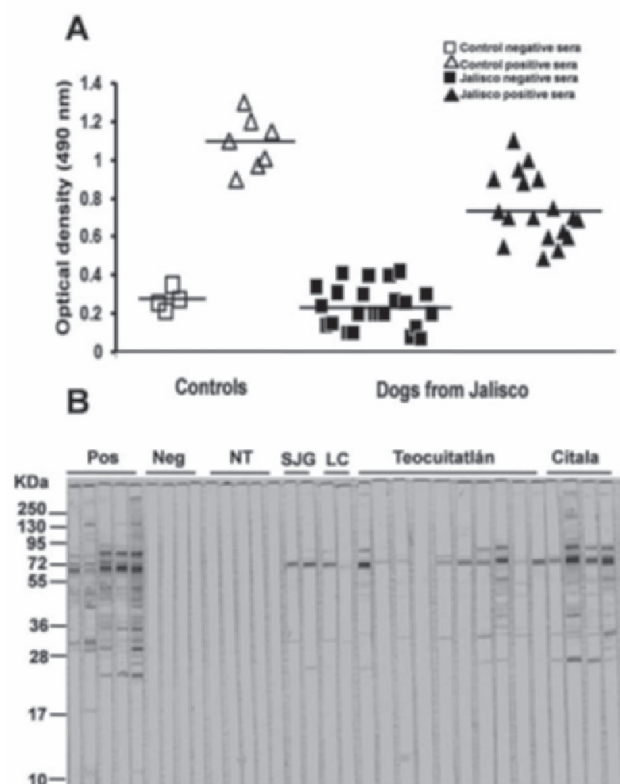 A
Control negative sera
Control positive sera
Jalisco negative sera
Jalisco positive sera
Optical density (490 nm)
1.4
1.2
1
0.8
0.6
0.4
0.2
0
Controls
Dogs from Jalisco
B
Pos Neg NT SJG LC Teocuitatlán Citala
KDa
250
130
95
72
55
36
28
17
10